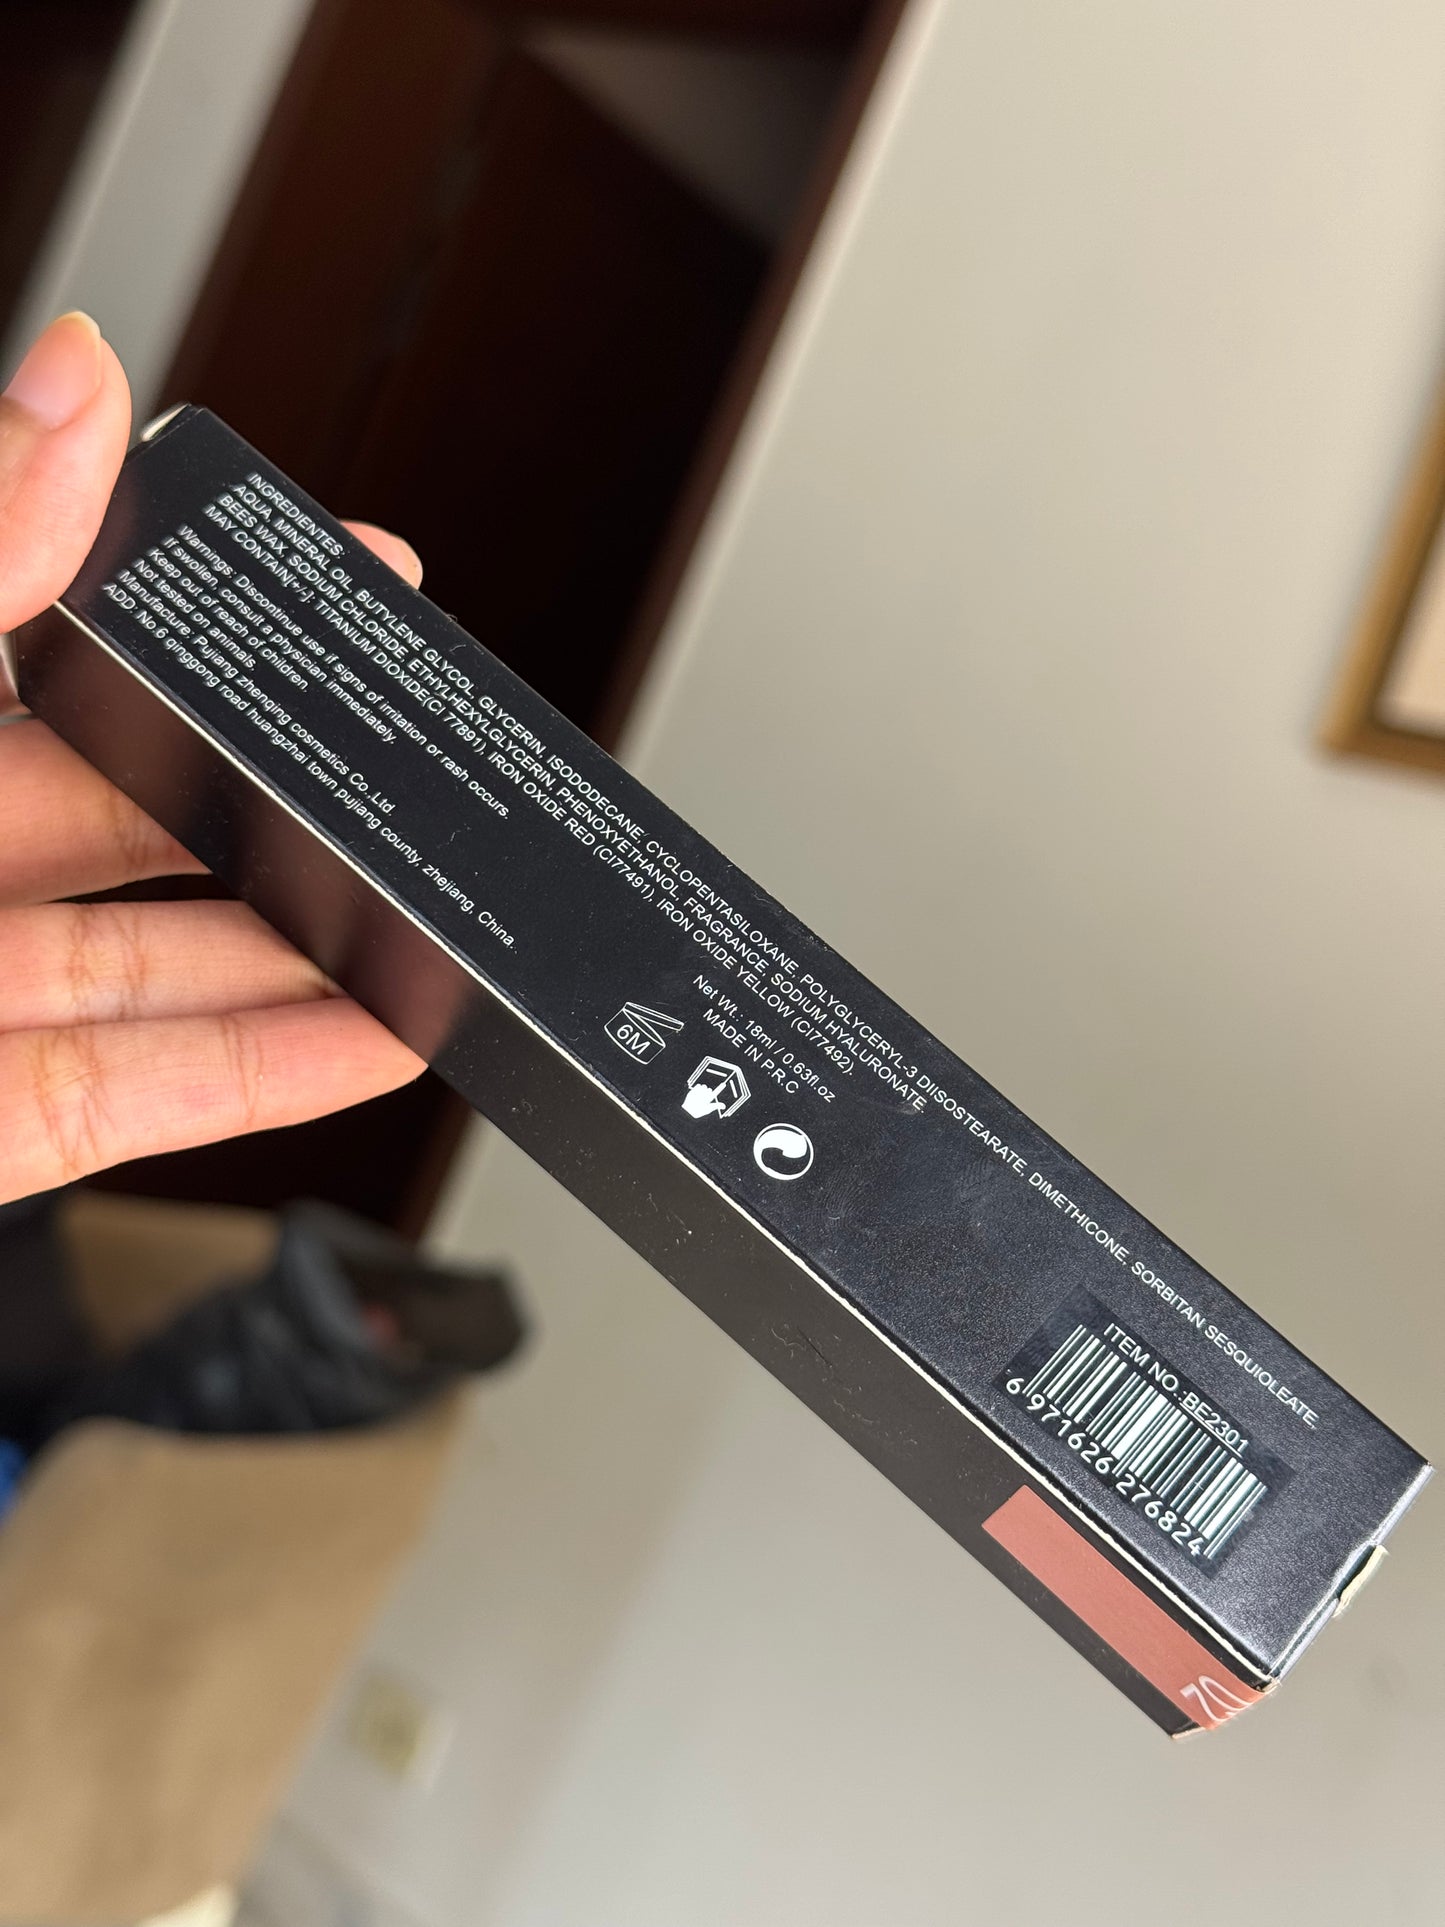 INGREDIENTES:
AQUA, MINERAL OIL, BUTYLENE GLYCOL, GLYCERIN, ISODODECANE, CYCLOPENTASILOXANE, POLYGLYCERYL-3 DIISOSTEARATE, DIMETHICONE, SORBITAN SESQUIOLEATE,
BEES WAX, SODIUM CHLORIDE, ETHYLHEXYLGLYCERIN, PHENOXYETHANOL, FRAGRANCE, SODIUM HYALURONATE.
MAY CONTAIN[+/-]: TITANIUM DIOXIDE(CI 77891), IRON OXIDE RED (CI77491), IRON OXIDE YELLOW (CI77492).
Warnings: Discontinue use if signs of irritation or rash occurs.
If swollen, consult a physician immediately.
Keep out of reach of children.
Not tested on animals.
Manufacture: Pujiang zhenqing cosmetics Co.,Ltd.
ADD: No.6 qinggong road huangzhai town pujiang county, zhejiang, China.
Net Wt.: 18ml / 0.63fl.oz
MADE IN P.R.C
6M
ITEM NO.:BE2301
6 971626 276824